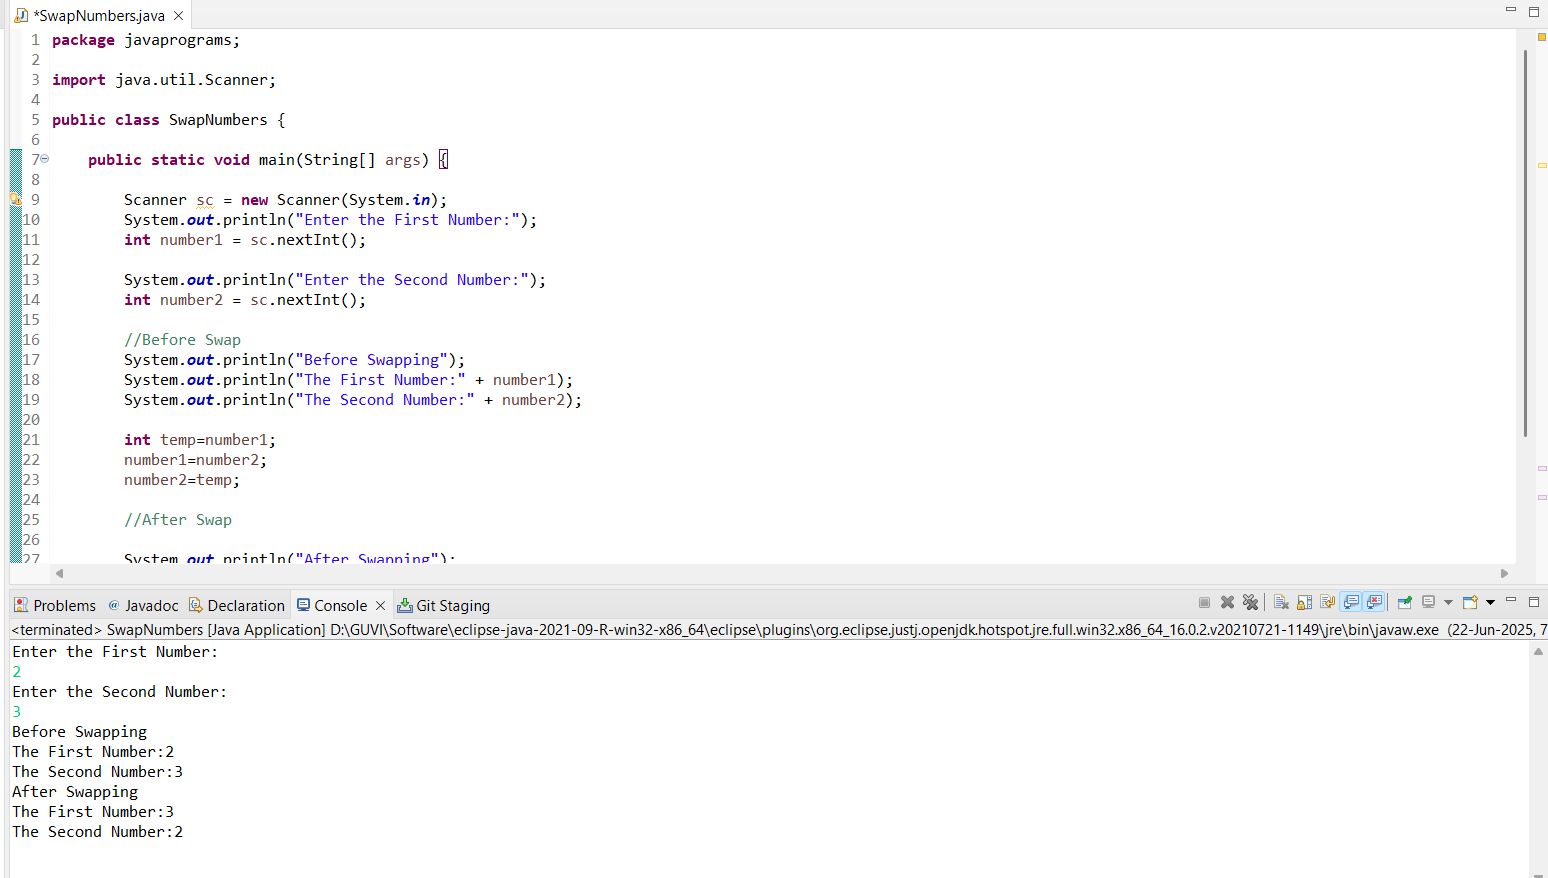 *SwapNumbers.java
1 package javaprograms;
2
3 import java.util.Scanner;
4
5 public class SwapNumbers {
6
7 public static void main(String[] args) {
8
9 Scanner sc = new Scanner(System.in);
10 System.out.println("Enter the First Number:");
11 int number1 = sc.nextInt();
12
13 System.out.println("Enter the Second Number:");
14 int number2 = sc.nextInt();
15
16 //Before Swap
17 System.out.println("Before Swapping");
18 System.out.println("The First Number:" + number1);
19 System.out.println("The Second Number:" + number2);
20
21 int temp=number1;
22 number1=number2;
23 number2=temp;
24
25 //After Swap
26
27 System.out.println("After Swapping");
Problems @ Javadoc Declaration Console Git Staging
<terminated> SwapNumbers [Java Application] D:\GUVI\Software\eclipse-java-2021-09-R-win32-x86_64\eclipse\plugins\org.eclipse.justj.openjdk.hotspot.jre.full.win32.x86_64_16.0.2.v20210721-1149\jre\bin\javaw.exe (22-Jun-2025, 7
Enter the First Number:
2
Enter the Second Number:
3
Before Swapping
The First Number:2
The Second Number:3
After Swapping
The First Number:3
The Second Number:2